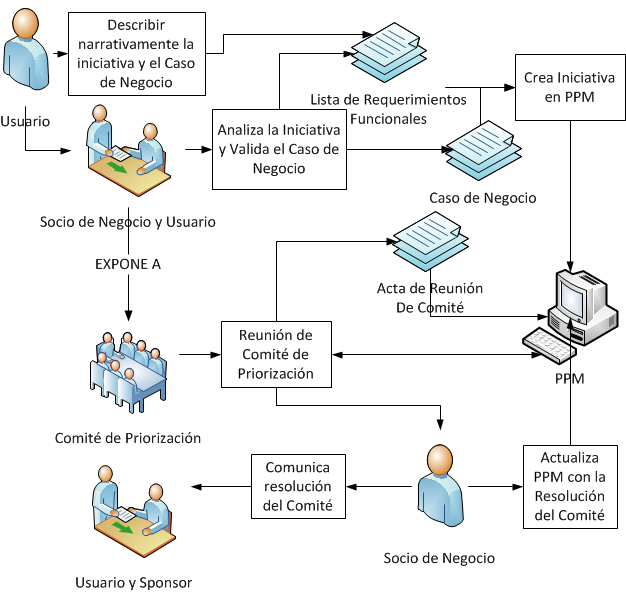 Describir
narrativamente la
iniciativa y el Caso
de Negocio
Usuario
Lista de Requerimientos
Funcionales
Crea Iniciativa
en PPM
Analiza la Iniciativa
y Valida el Caso de
Negocio
Caso de Negocio
Socio de Negocio y Usuario
EXPONE A
Acta de Reunión
De Comité
Reunión de
Comité de
Priorización
PPM
Comité de Priorización
Comunica
resolución
del Comité
Actualiza
PPM con la
Resolución
del Comité
Socio de Negocio
Usuario y Sponsor